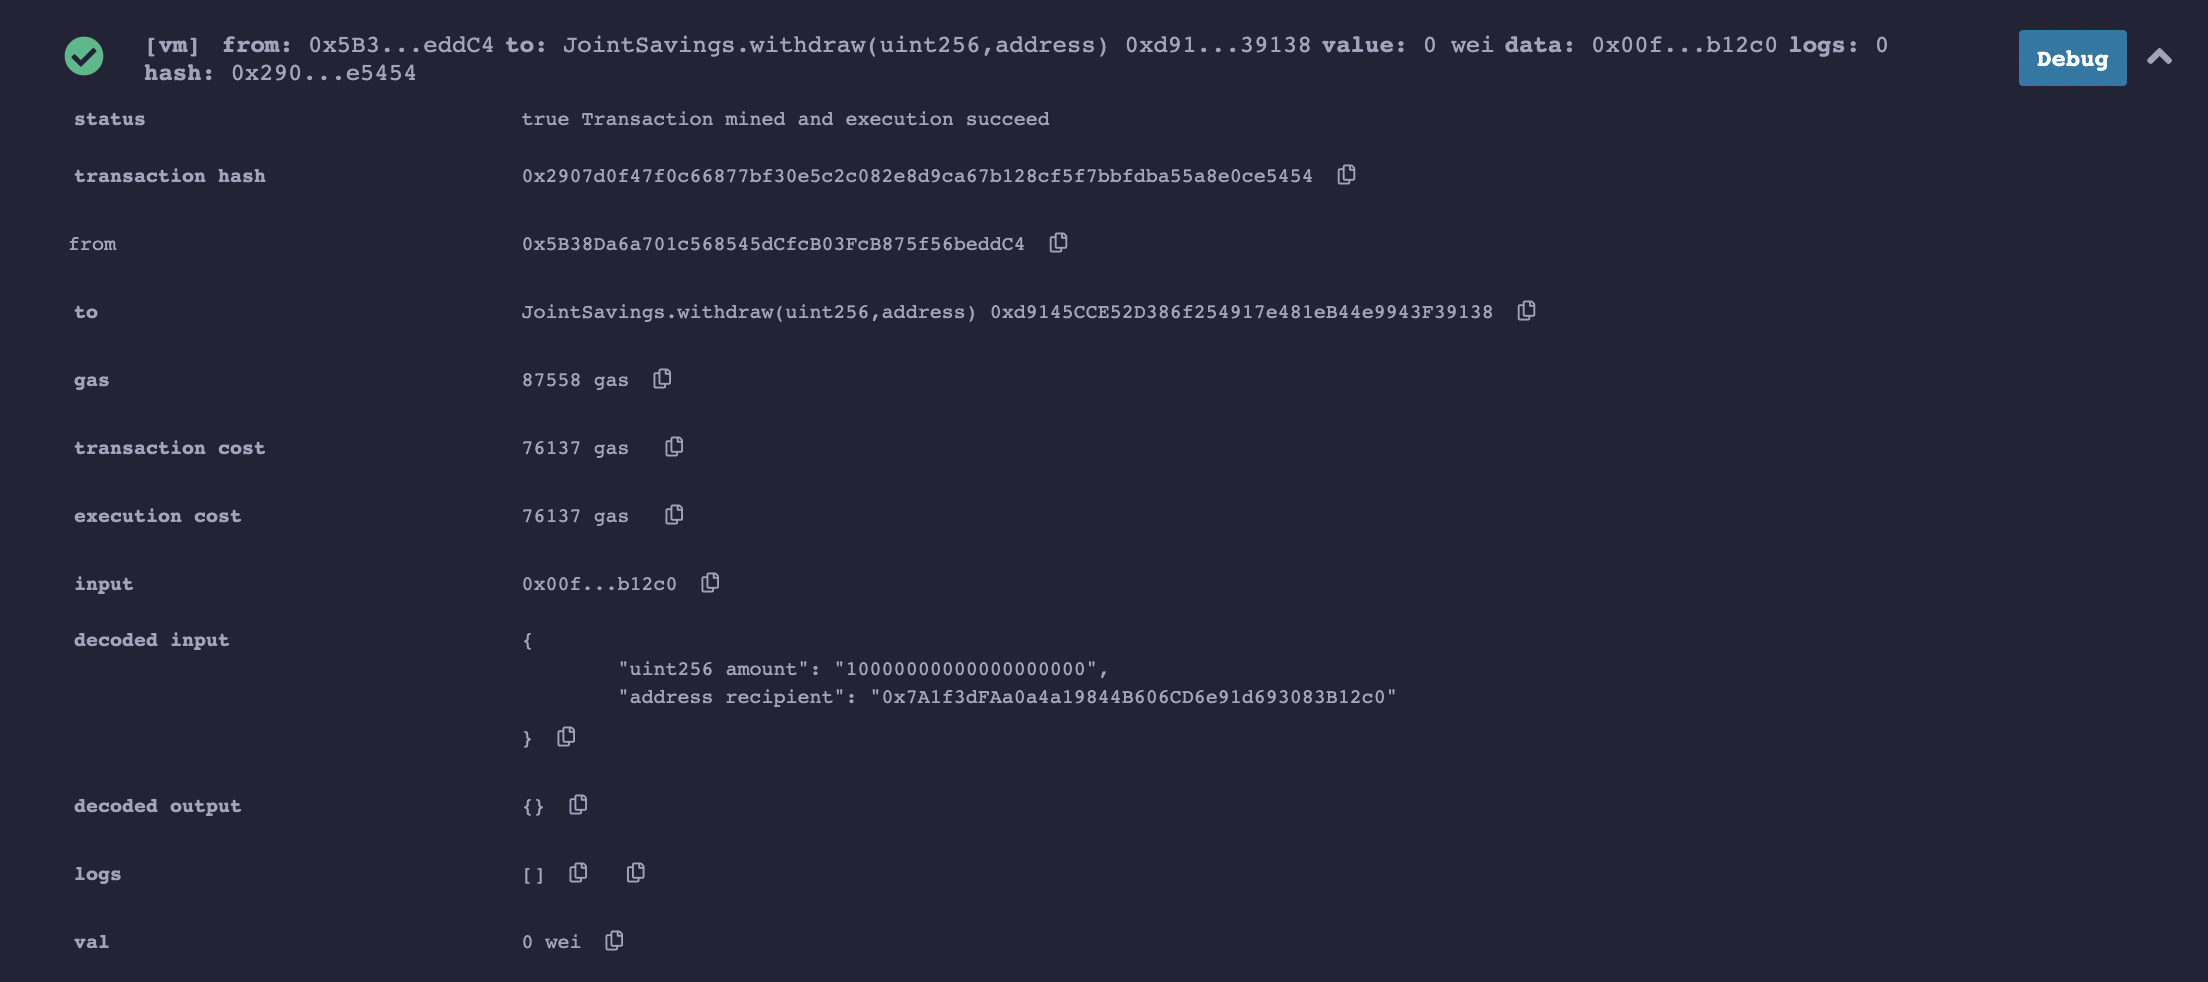 [vm] from: 0x5B3...eddC4 to: JointSavings.withdraw(uint256,address) 0xd91...39138 value: 0 wei data: 0x00f...b12c0 logs: 0
hash: 0x290...e5454
Debug
status true Transaction mined and execution succeed
transaction hash 0x2907d0f47f0c66877bf30e5c2c082e8d9ca67b128cf5f7bbfdba55a8e0ce5454
from 0x5B38Da6a701c568545dCfcB03FcB875f56beddC4
to JointSavings.withdraw(uint256,address) 0xd9145CCE52D386f254917e481eB44e9943F39138
gas 87558 gas
transaction cost 76137 gas
execution cost 76137 gas
input 0x00f...b12c0
decoded input {
"uint256 amount": "10000000000000000000",
"address recipient": "0x7A1f3dFAa0a4a19844B606CD6e91d693083B12c0"
}
decoded output {}
logs []
val 0 wei